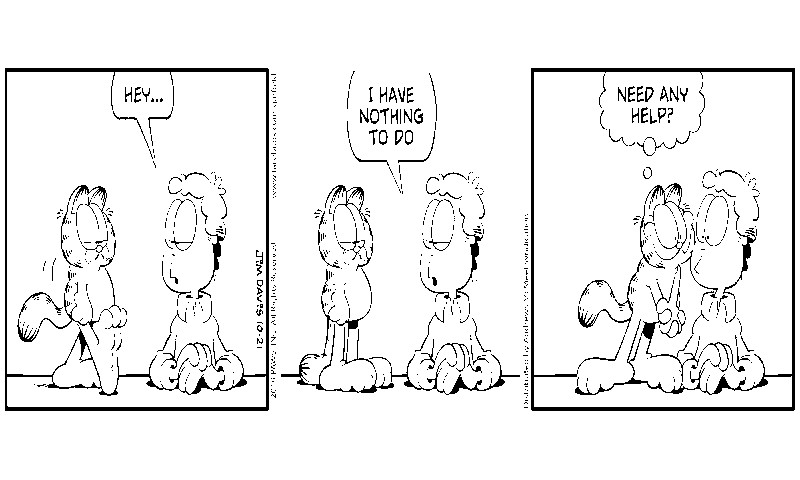 HEY...
JIM DAVIS 10·21
I HAVE
NOTHING
TO DO
NEED ANY
HELP?